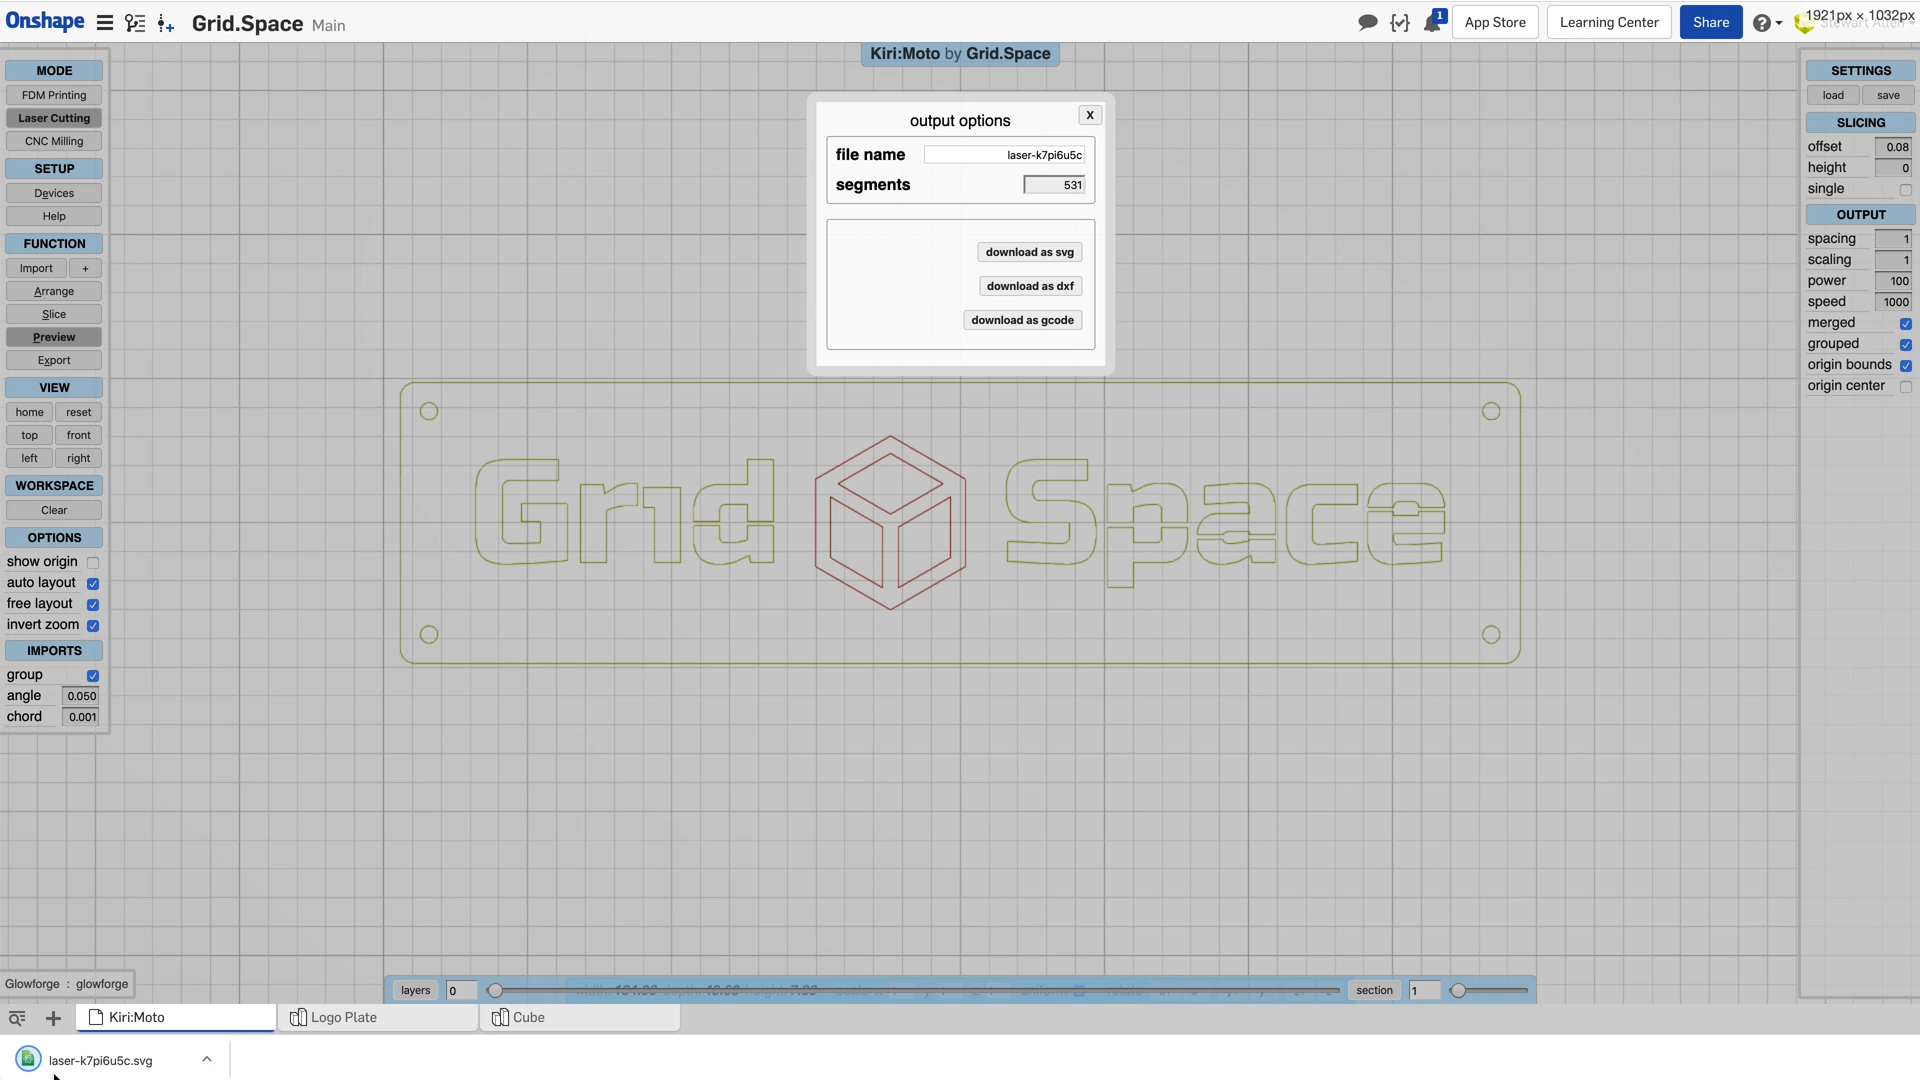 Onshape Grid.Space Main
1 App Store Learning Center Share 1921px × 1032px
Kiri:Moto by Grid.Space
MODE
FDM Printing
Laser Cutting
CNC Milling
SETUP
Devices
Help
FUNCTION
Import +
Arrange
Slice
Preview
Export
VIEW
home reset
top front
left right
WORKSPACE
Clear
OPTIONS
show origin
auto layout
free layout
invert zoom
IMPORTS
group
angle 0.050
chord 0.001
output options X
file name laser-k7pi6u5c
segments 531
download as svg
download as dxf
download as gcode
Grid Space
SETTINGS
load save
SLICING
offset 0.08
height 0
single
OUTPUT
spacing 1
scaling 1
power 100
speed 1000
merged
grouped
origin bounds
origin center
Glowforge : glowforge
layers 0 section 1
Kiri:Moto Logo Plate Cube
laser-k7pi6u5c.svg